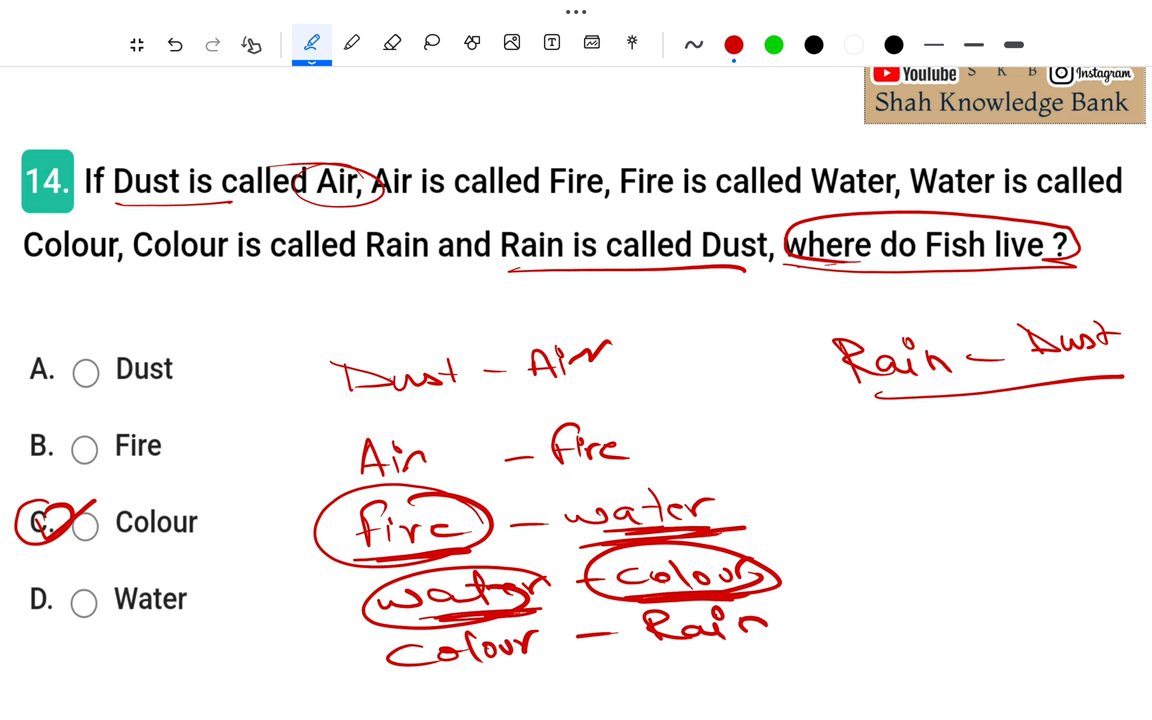 YouTube S K B Instagram
Shah Knowledge Bank
14. If Dust is called Air, Air is called Fire, Fire is called Water, Water is called
Colour, Colour is called Rain and Rain is called Dust, where do Fish live ?
A. Dust
B. Fire
C. Colour
D. Water
Dust - Air
Rain - Dust
Air - fire
fire - water
water - colour
colour - Rain